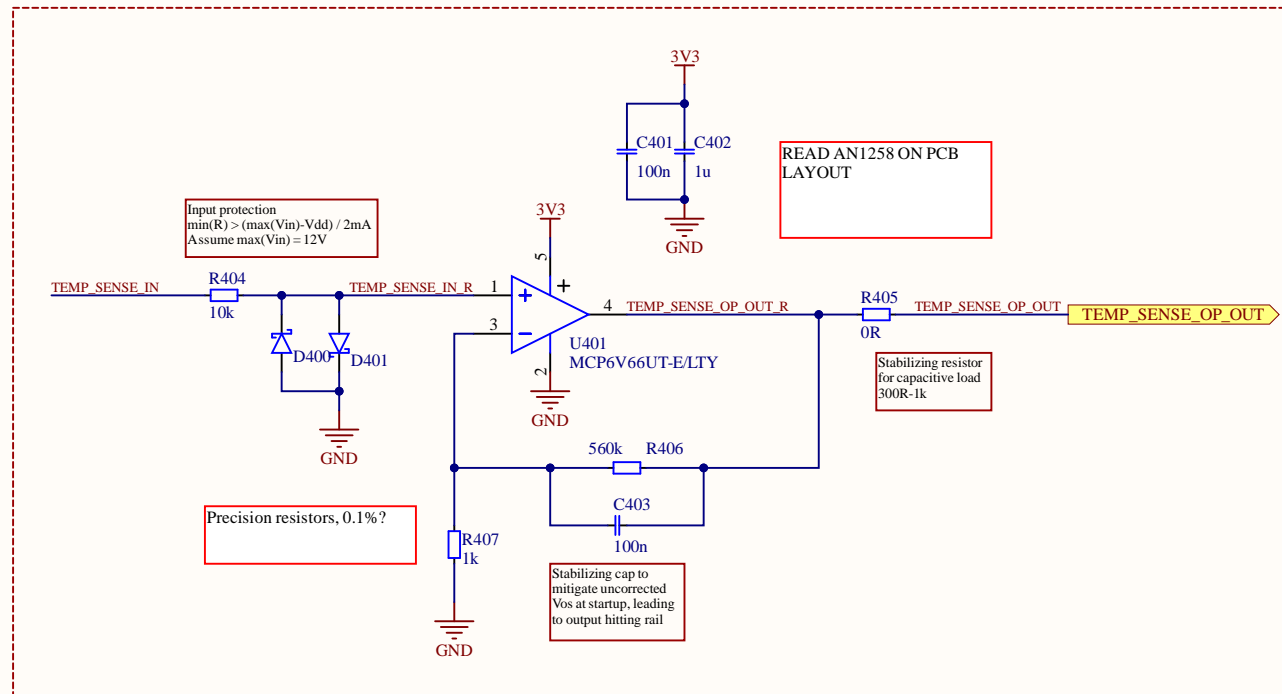 3V3
C401
C402
100n
1u
READ AN1258 ON PCB
LAYOUT
GND
Input protection
min(R) > (max(Vin)-Vdd) / 2mA
Assume max(Vin) = 12V
3V3
5
TEMP_SENSE_IN
R404
10k
TEMP_SENSE_IN_R
1
3
4
TEMP_SENSE_OP_OUT_R
R405
0R
TEMP_SENSE_OP_OUT
TEMP_SENSE_OP_OUT
D400
D401
U401
MCP6V66UT-E/LTY
2
GND
Stabilizing resistor
for capacitive load
300R-1k
GND
560k
R406
C403
100n
Precision resistors, 0.1%?
R407
1k
Stabilizing cap to
mitigate uncorrected
Vos at startup, leading
to output hitting rail
GND